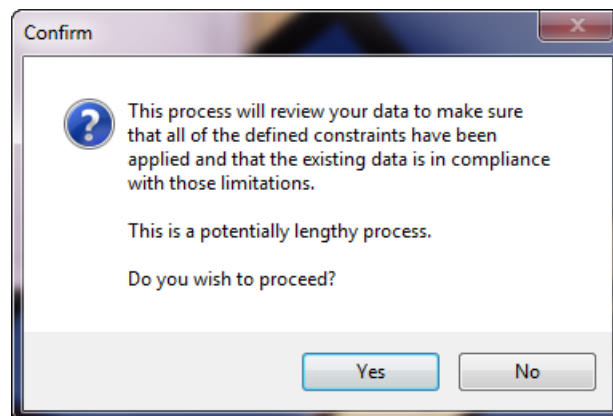 Confirm
This process will review your data to make sure
that all of the defined constraints have been
applied and that the existing data is in compliance
with those limitations.
This is a potentially lengthy process.
Do you wish to proceed?
Yes
No